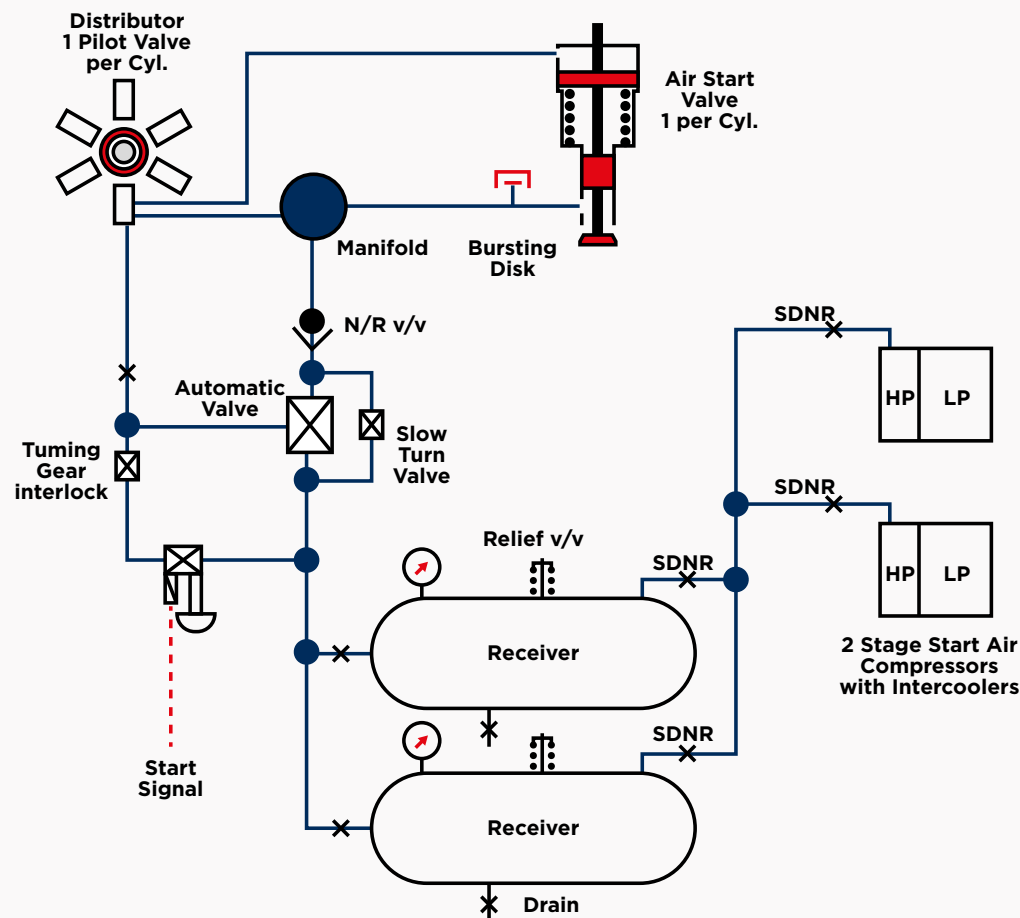 Distributor
1 Pilot Valve
per Cyl.
Air Start
Valve
1 per Cyl.
Manifold
Bursting
Disk
N/R v/v
SDNR
HP
LP
Automatic
Valve
Slow
Turn
Valve
Tuming
Gear
interlock
SDNR
HP
LP
Relief v/v
SDNR
Receiver
2 Stage Start Air
Compressors
with Intercoolers
SDNR
Start
Signal
Receiver
Drain